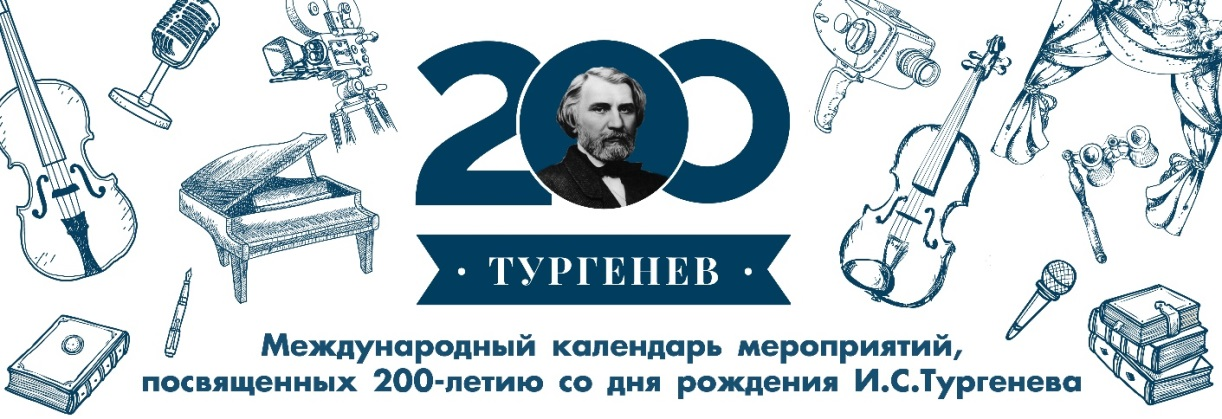 200
· ТУРГЕНЕВ ·
Международный календарь мероприятий,
посвященных 200-летию со дня рождения И.С.Тургенева